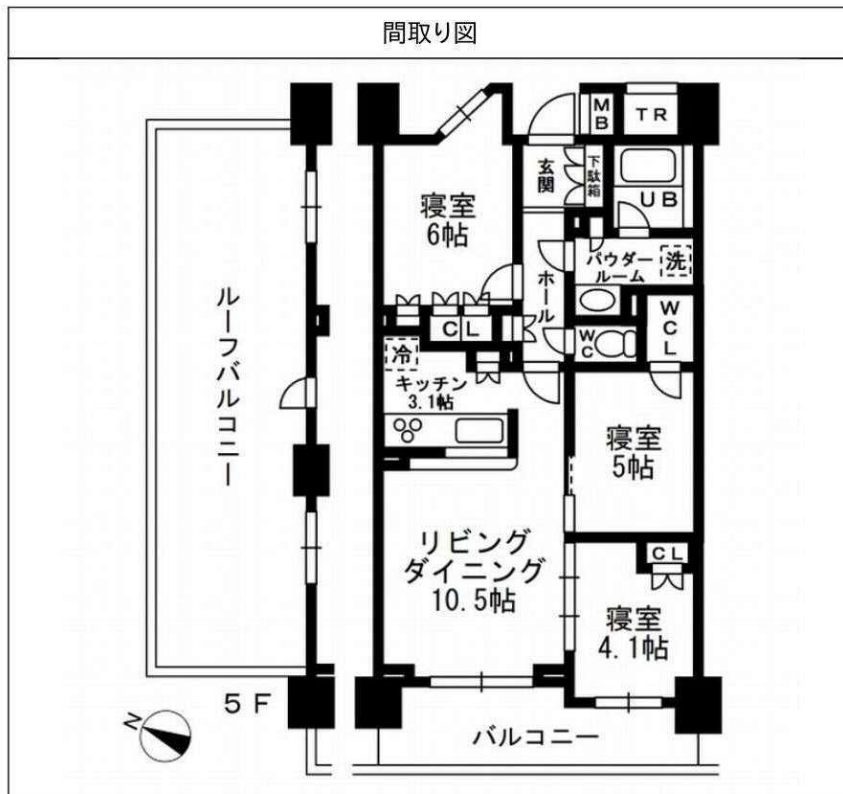 間取り図
MB
TR
玄関
下駄箱
UB
寝室
6帖
パウダー
ルーム
洗
ホール
ルーフバルコニー
CL
WC
WCL
冷
キッチン
3.1帖
寝室
5帖
リビング
ダイニング
10.5帖
CL
寝室
4.1帖
5F
N
バルコニー